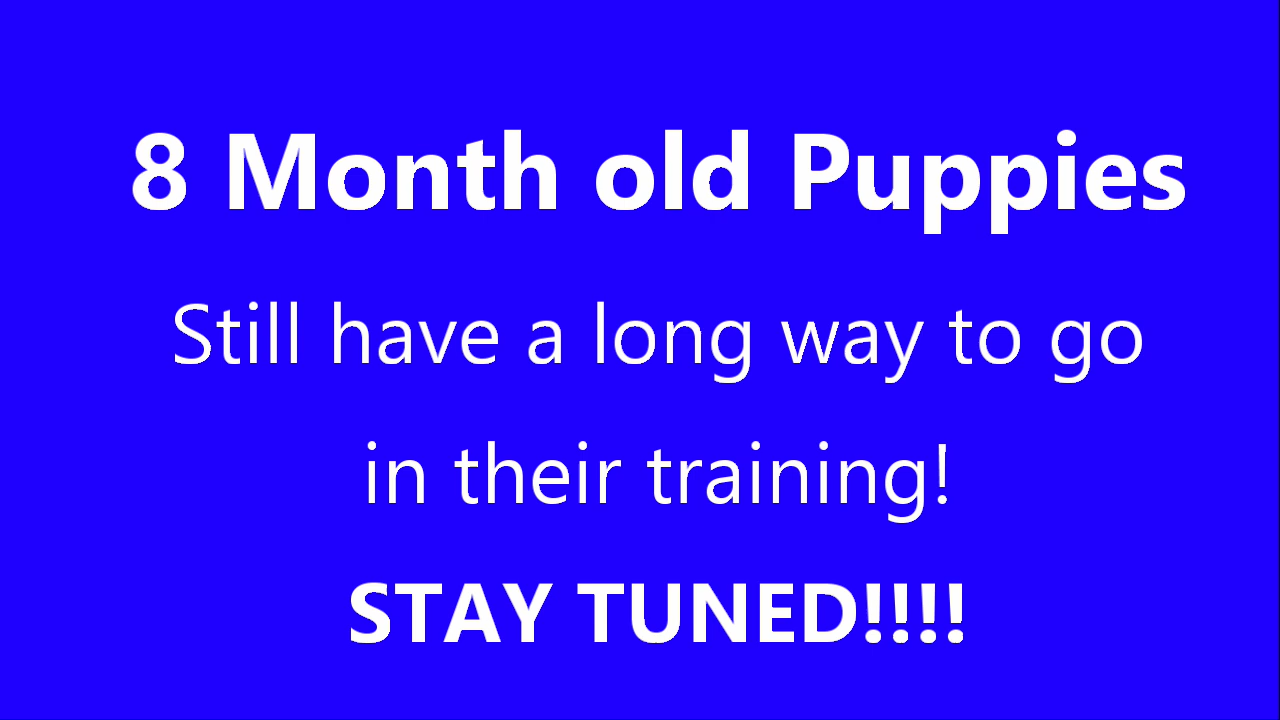 8 Month old Puppies
Still have a long way to go
in their training!
STAY TUNED!!!!